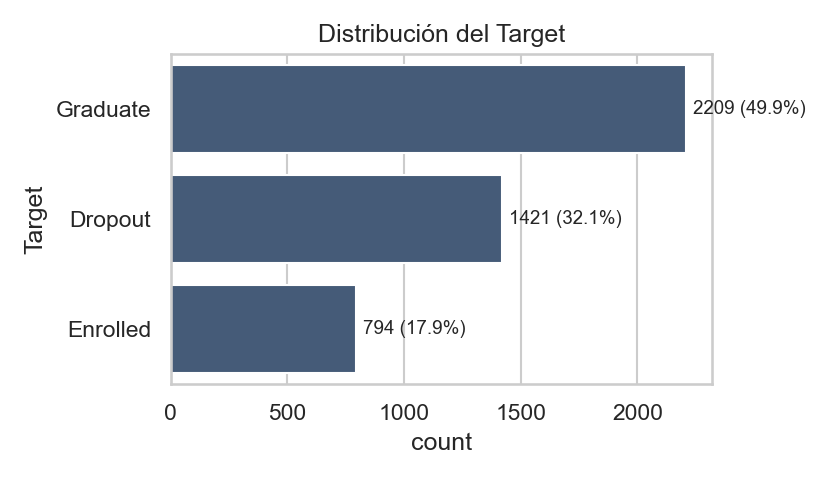 Distribución del Target
Target
Graduate
2209 (49.9%)
Dropout
1421 (32.1%)
Enrolled
794 (17.9%)
0 500 1000 1500 2000
count